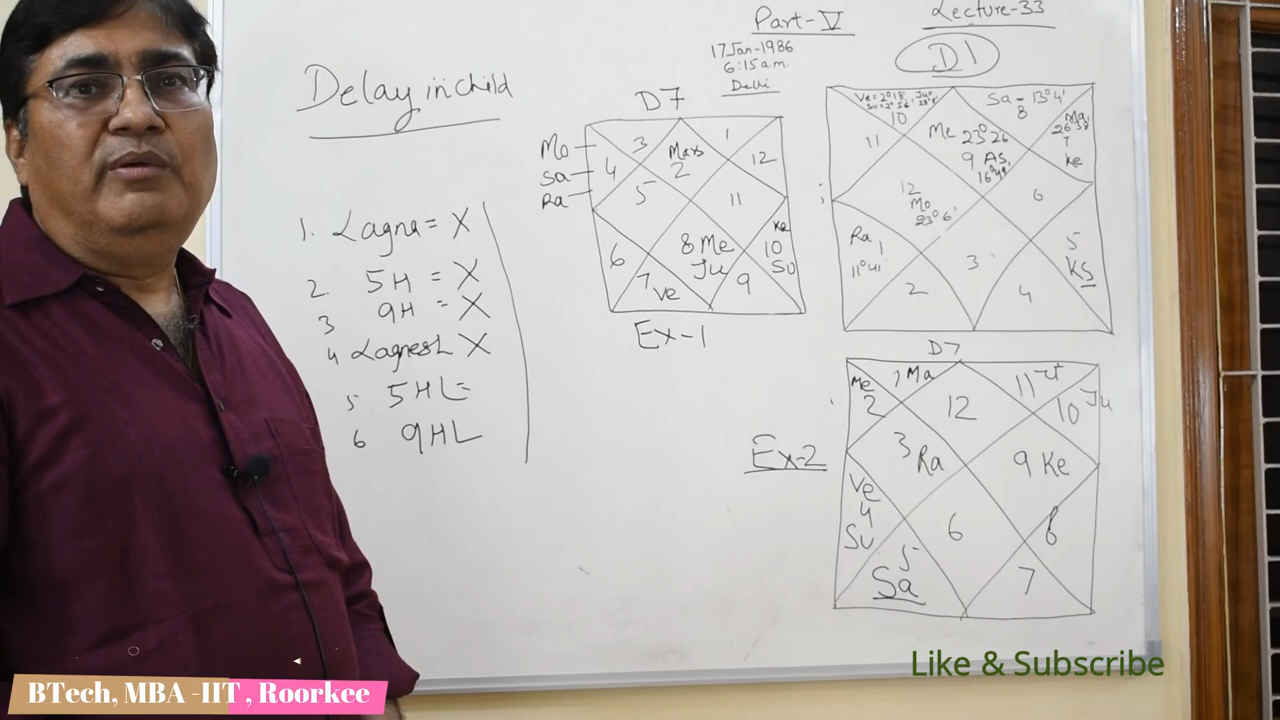 Part-V
Lecture-33
17 Jan-1986
6:15 a.m.
Delhi
D1
Delay in child
D7
Mo
Sa
Ra
3
1
Mars
2
4
12
5
11
6
8 Me
Ju
Ke
10
Su
7
Ve
9
Ex-1
1. Lagna = X
2. 5H = X
3 9H = X
4 Lagnesh X
5 5HL =
6 9HL
Ve = 2°18'
10
Sa - 13°4'
8
11
Me 23°26
9 As,
7
Ke
12
Mo
23°6'
6
Ra 1
11°41
3
5
KS
2
4
D7
Me
2
1 Ma
12
11
10 Ju
Ex-2
3 Ra
9 Ke
Ve
4
Su
6
8
5
Sa
7
Like & Subscribe
BTech, MBA -IIT , Roorkee